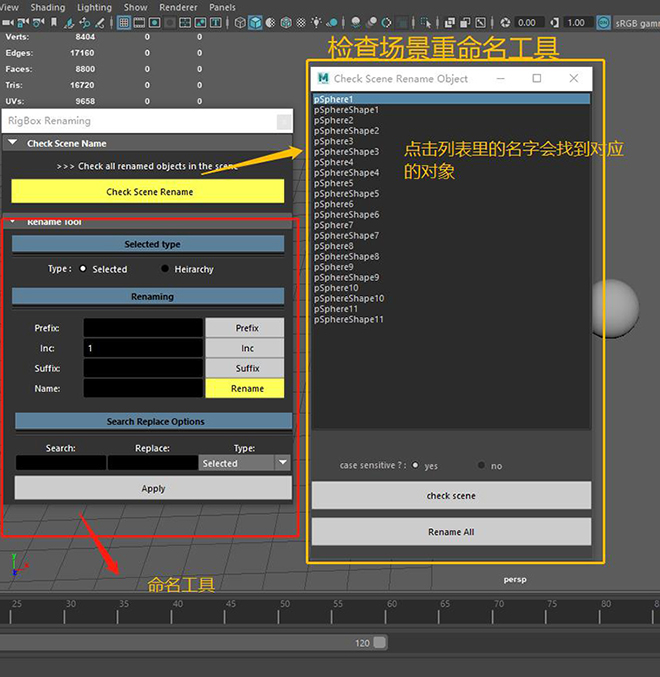 View Shading Lighting Show Renderer Panels
0.00 1.00 sRGB gamm
Verts: 8404 0 0
Edges: 17160 0 0
Faces: 8800 0 0
Tris: 16720 0 0
UVs: 9658 0 0
检查场景重命名工具
Check Scene Rename Object
pSphere1
pSphereShape1
pSphere2
pSphereShape2
pSphere3
pSphereShape3
pSphere4
pSphereShape4
pSphere5
pSphereShape5
pSphere6
pSphereShape6
pSphere7
pSphereShape7
pSphere8
pSphereShape8
pSphere9
pSphereShape9
pSphere10
pSphereShape10
pSphere11
pSphereShape11
点击列表里的名字会找到对应
的对象
case sensitive ? : yes no
check scene
Rename All
RigBox Renaming
Check Scene Name
>>> Check all renamed objects in the scene
Check Scene Rename
Rename Tool
Selected type
Type : Selected Heirarchy
Renaming
Prefix: Prefix
Inc: 1 Inc
Suffix: Suffix
Name: Rename
Search Replace Options
Search: Replace: Type:
Selected
Apply
命名工具
persp
25 30 35 40 45 50 55 60 65 70 75 80 85
120